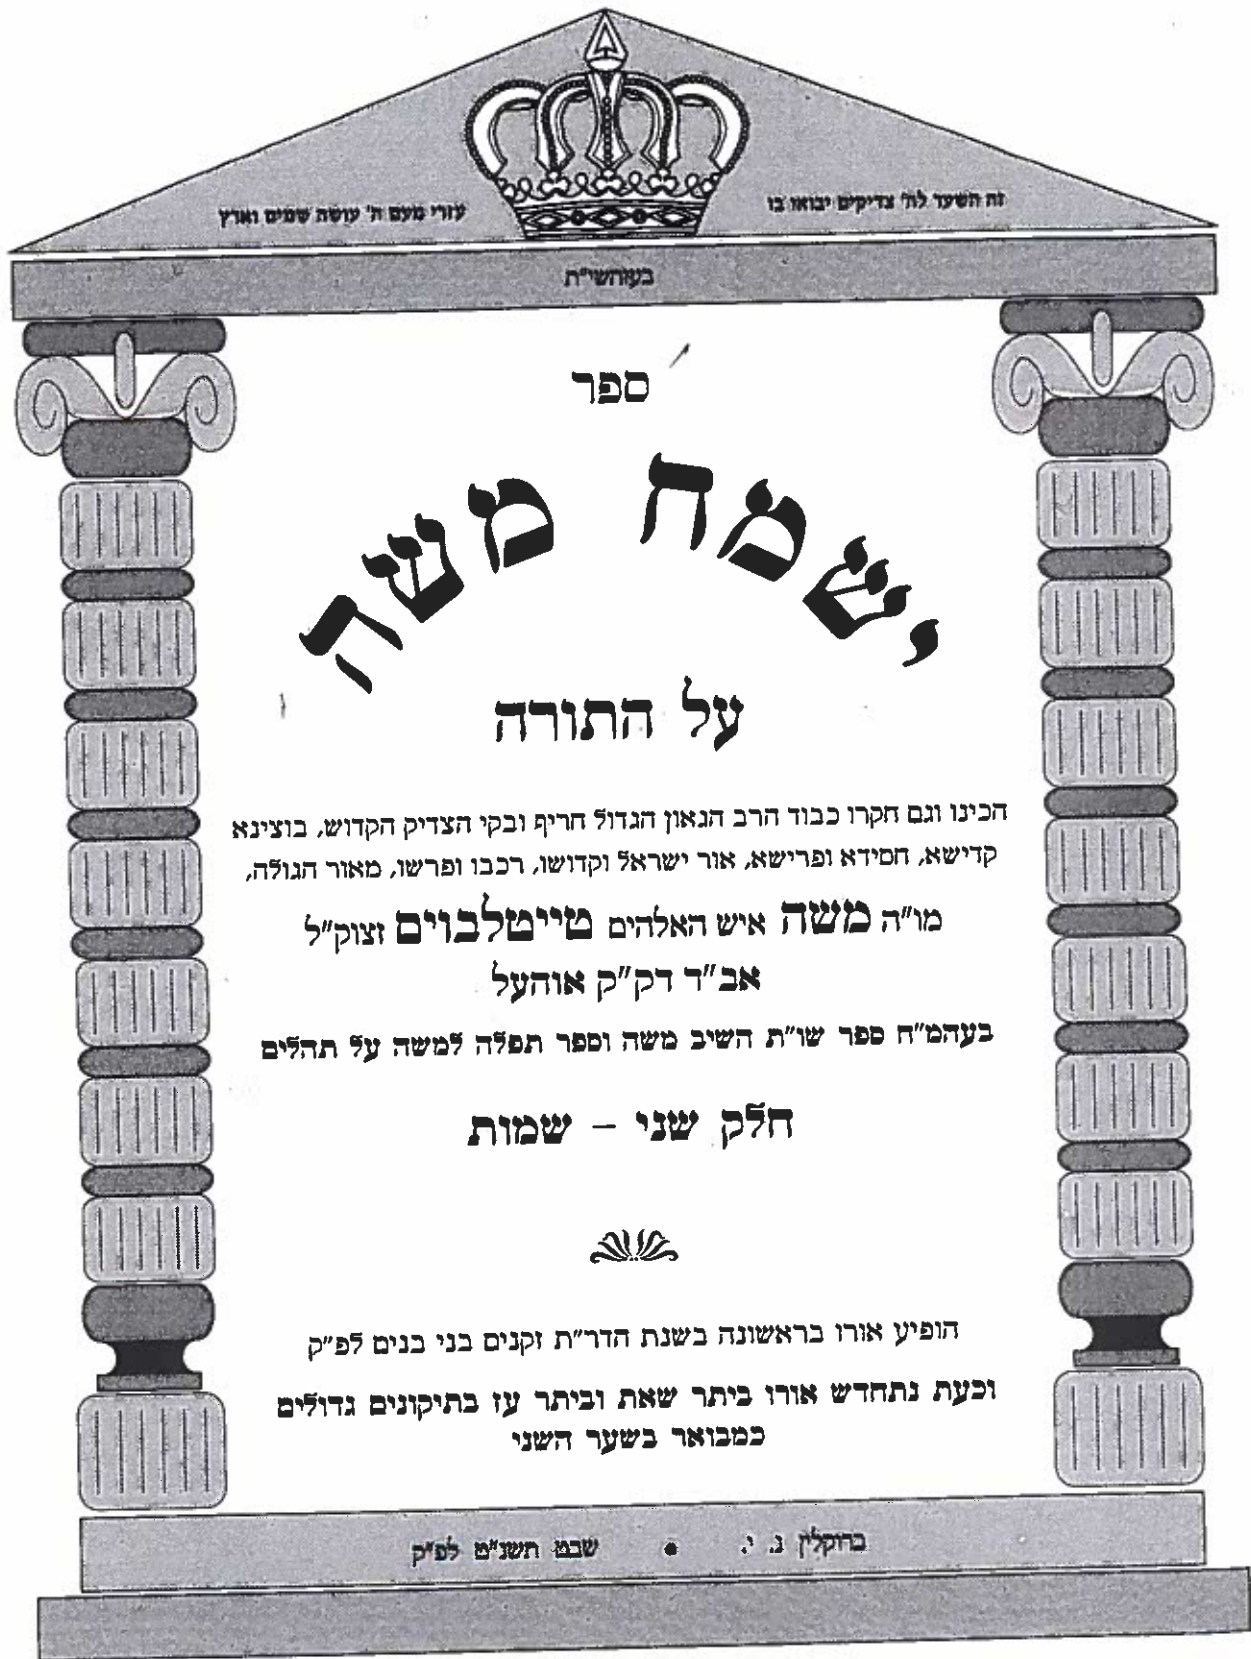 זה השער לה' צדיקים יבואו בו
עזרי מעם ה' עושה שמים וארץ
בעזהשי"ת
ספר
ישמח משה
על התורה
הכינו וגם חקרו כבוד הרב הגאון הגדול חריף ובקי הצדיק הקדוש, בוצינא
קדישא, חסידא ופרישא, אור ישראל וקדושו, רכבו ופרשו, מאור הגולה,
מו"ה משה איש האלהים טייטלבוים זצוק"ל
אב"ד דק"ק אוהעל
בעהמ"ח ספר שו"ת השיב משה וספר תפלה למשה על תהלים
חלק שני – שמות
הופיע אורו בראשונה בשנת הדר"ת זקנים בני בנים לפ"ק
וכעת נתחדש אורו ביתר שאת וביתר עז בתיקונים גדולים
כמבואר בשער השני
ברוקלין נ. י. • שבט תשנ"ט לפ"ק